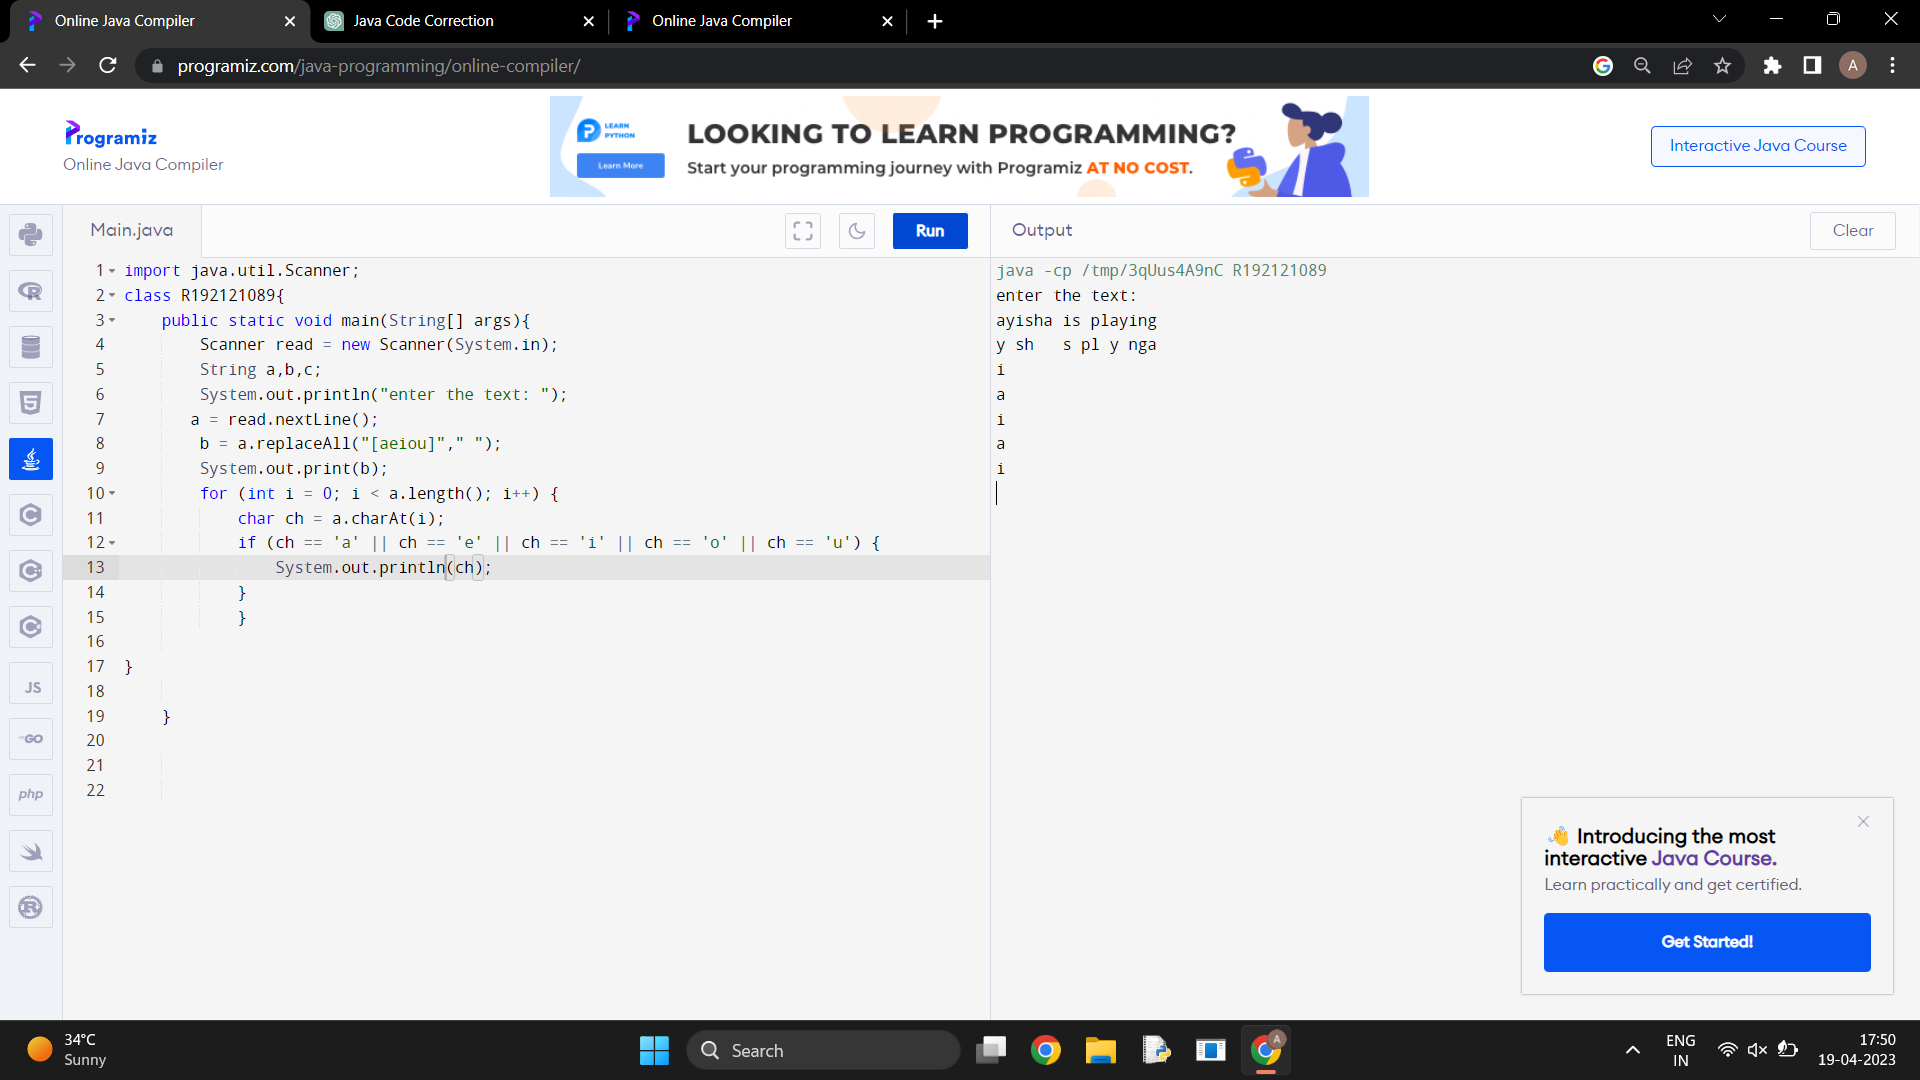 Online Java Compiler
Java Code Correction
Online Java Compiler
programiz.com/java-programming/online-compiler/
A
Programiz
Online Java Compiler
LEARN
PYTHON
Learn More
LOOKING TO LEARN PROGRAMMING?
Start your programming journey with Programiz AT NO COST.
Interactive Java Course
Main.java
Run
Output
Clear
1 import java.util.Scanner;
2 class R192121089{
3 public static void main(String[] args){
4 Scanner read = new Scanner(System.in);
5 String a,b,c;
6 System.out.println("enter the text: ");
7 a = read.nextLine();
8 b = a.replaceAll("[aeiou]"," ");
9 System.out.print(b);
10 for (int i = 0; i < a.length(); i++) {
11 char ch = a.charAt(i);
12 if (ch == 'a' || ch == 'e' || ch == 'i' || ch == 'o' || ch == 'u') {
13 System.out.println(ch);
14 }
15 }
16
17 }
18
19 }
20
21
22
java -cp /tmp/3qUus4A9nC R192121089
enter the text:
ayisha is playing
y sh   s pl y nga
i
a
i
a
i
JS
GO
php
👋 Introducing the most
interactive Java Course.
Learn practically and get certified.
Get Started!
34°C
Sunny
Search
A
ENG
IN
17:50
19-04-2023